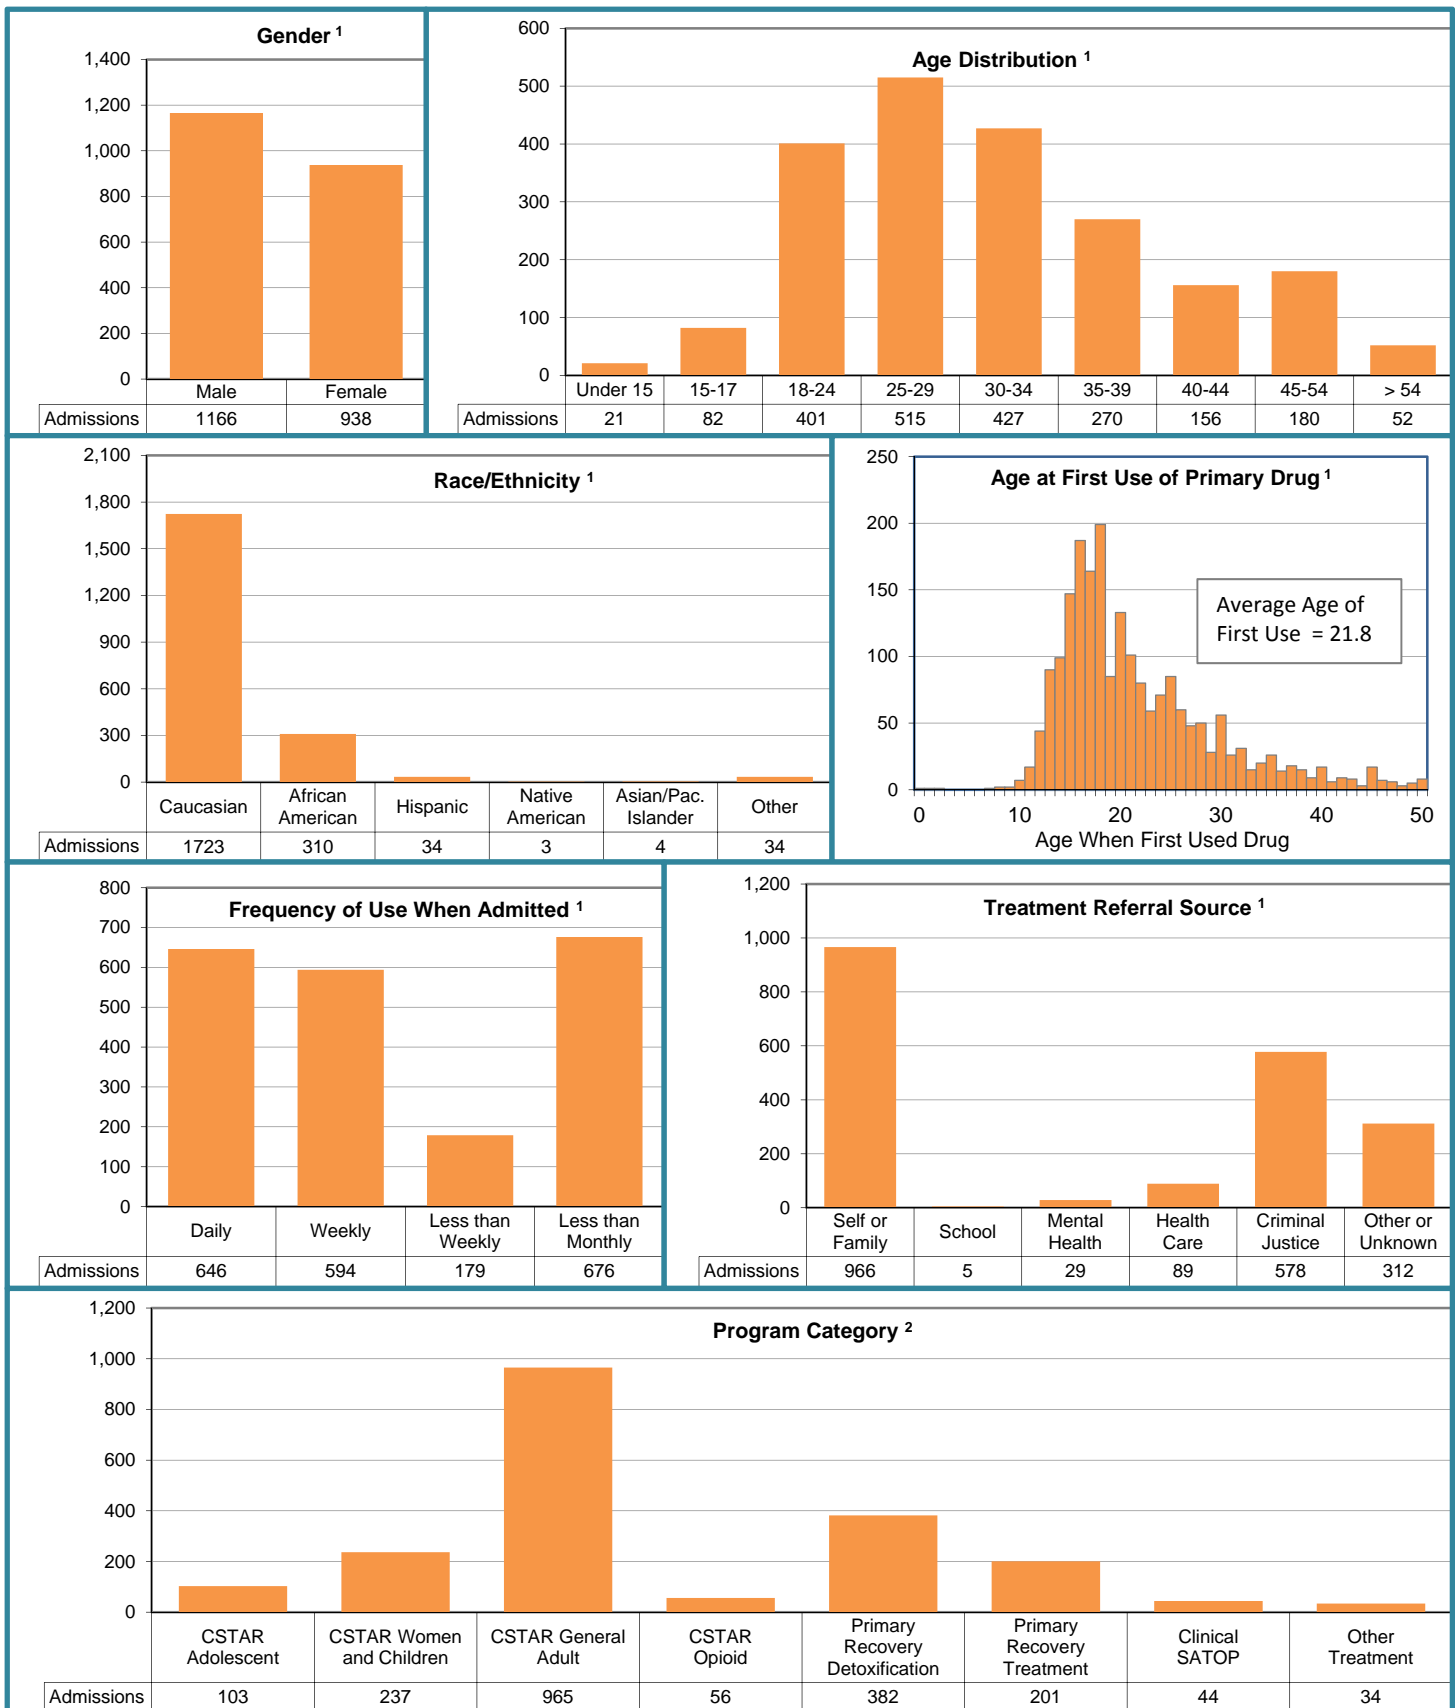 Gender 1
1,400
1,200
1,000
800
600
400
200
0
Male Female
Admissions 1166 938
Age Distribution 1
600
500
400
300
200
100
0
Under 15 15-17 18-24 25-29 30-34 35-39 40-44 45-54 > 54
Admissions 21 82 401 515 427 270 156 180 52
Race/Ethnicity 1
2,100
1,800
1,500
1,200
900
600
300
0
Caucasian African American Hispanic Native American Asian/Pac. Islander Other
Admissions 1723 310 34 3 4 34
Age at First Use of Primary Drug 1
250
200
150
100
50
0
Average Age of
First Use = 21.8
0 10 20 30 40 50
Age When First Used Drug
Frequency of Use When Admitted 1
800
700
600
500
400
300
200
100
0
Daily Weekly Less than Weekly Less than Monthly
Admissions 646 594 179 676
Treatment Referral Source 1
1,200
1,000
800
600
400
200
0
Self or Family School Mental Health Health Care Criminal Justice Other or Unknown
Admissions 966 5 29 89 578 312
Program Category 2
1,200
1,000
800
600
400
200
0
CSTAR Adolescent CSTAR Women and Children CSTAR General Adult CSTAR Opioid Primary Recovery Detoxification Primary Recovery Treatment Clinical SATOP Other Treatment
Admissions 103 237 965 56 382 201 44 34